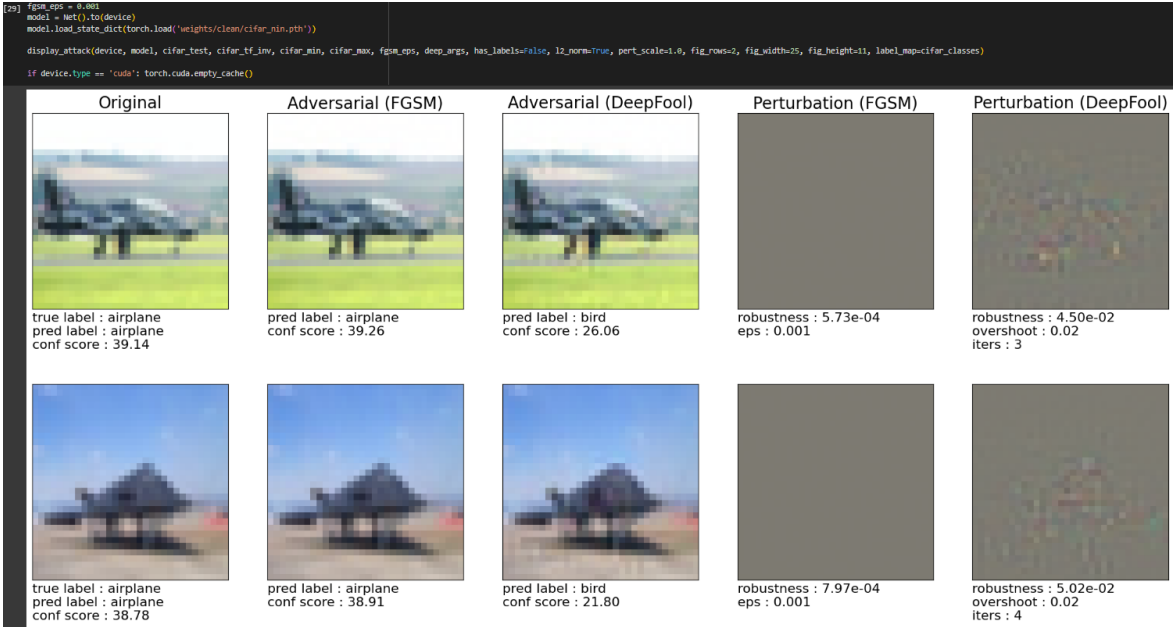 [29] fgsm_eps = 0.001
model = Net().to(device)
model.load_state_dict(torch.load('weights/clean/cifar_nin.pth'))
display_attack(device, model, cifar_test, cifar_tf_inv, cifar_min, cifar_max, fgsm_eps, deep_args, has_labels=False, l2_norm=True, pert_scale=1.0, fig_rows=2, fig_width=25, fig_height=11, label_map=cifar_classes)
if device.type == 'cuda': torch.cuda.empty_cache()
Original Adversarial (FGSM) Adversarial (DeepFool) Perturbation (FGSM) Perturbation (DeepFool)
true label : airplane pred label : airplane pred label : bird robustness : 5.73e-04 robustness : 4.50e-02
pred label : airplane conf score : 39.26 conf score : 26.06 eps : 0.001 overshoot : 0.02
conf score : 39.14 iters : 3
true label : airplane pred label : airplane pred label : bird robustness : 7.97e-04 robustness : 5.02e-02
pred label : airplane conf score : 38.91 conf score : 21.80 eps : 0.001 overshoot : 0.02
conf score : 38.78 iters : 4